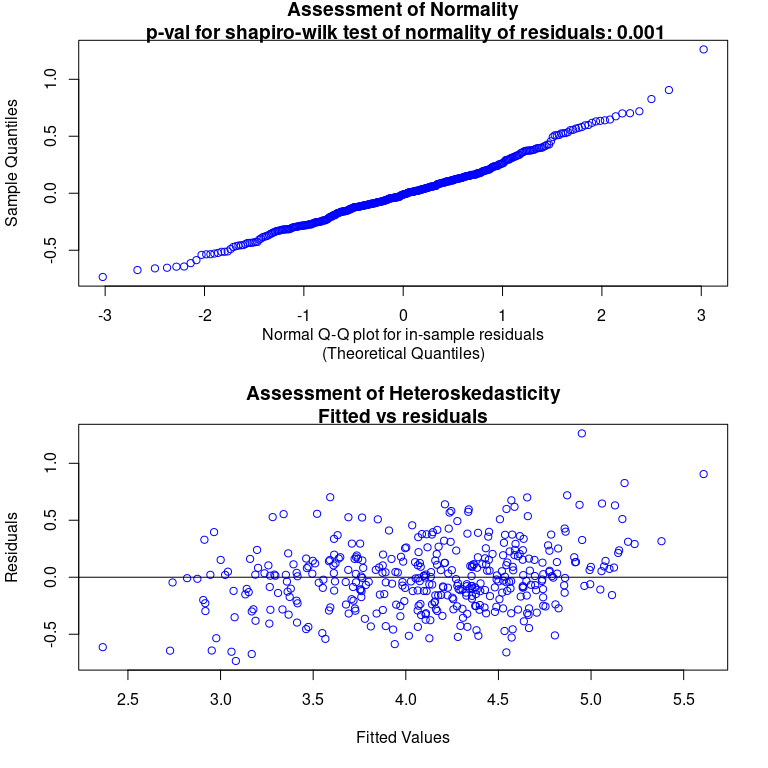 Assessment of Normality
p-val for shapiro-wilk test of normality of residuals: 0.001
Sample Quantiles
1.0
0.5
0.0
-0.5
-3 -2 -1 0 1 2 3
Normal Q-Q plot for in-sample residuals
(Theoretical Quantiles)
Assessment of Heteroskedasticity
Fitted vs residuals
Residuals
1.0
0.5
0.0
-0.5
2.5 3.0 3.5 4.0 4.5 5.0 5.5
Fitted Values